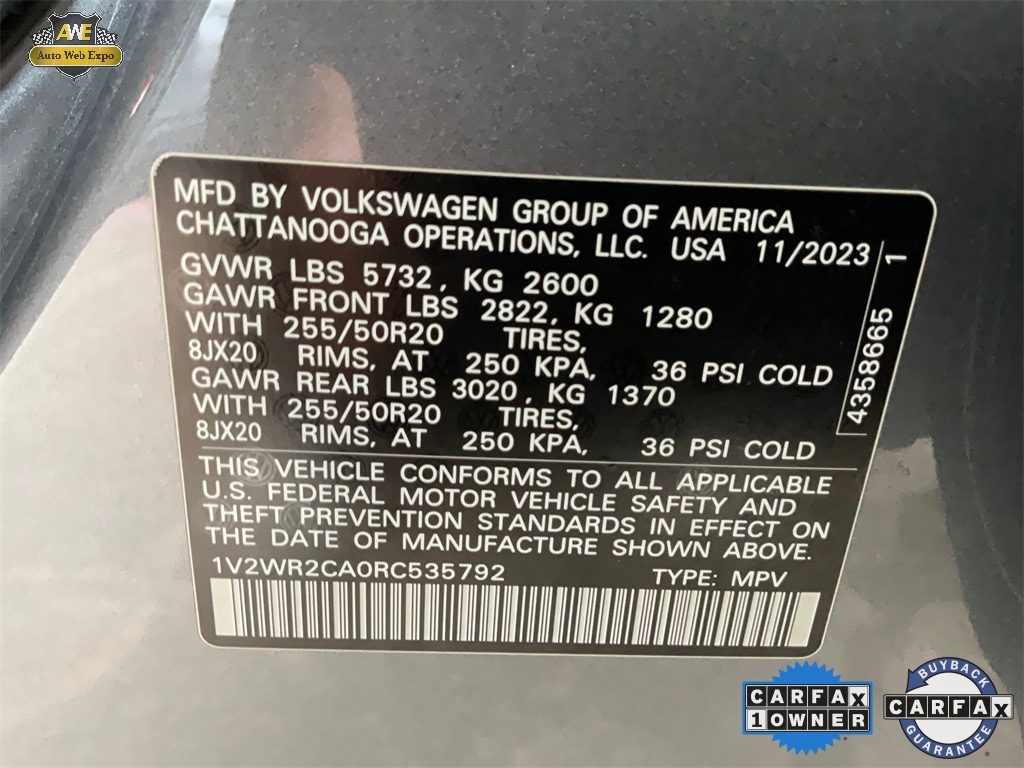 AWE
Auto Web Expo
MFD BY VOLKSWAGEN GROUP OF AMERICA
CHATTANOOGA OPERATIONS, LLC. USA 11/2023
GVWR LBS 5732, KG 2600
GAWR FRONT LBS 2822, KG 1280
WITH 255/50R20 TIRES,
8JX20 RIMS, AT 250 KPA, 36 PSI COLD
GAWR REAR LBS 3020, KG 1370
WITH 255/50R20 TIRES,
8JX20 RIMS, AT 250 KPA, 36 PSI COLD
4358665 1
THIS VEHICLE CONFORMS TO ALL APPLICABLE
U.S. FEDERAL MOTOR VEHICLE SAFETY AND
THEFT PREVENTION STANDARDS IN EFFECT ON
THE DATE OF MANUFACTURE SHOWN ABOVE.
1V2WR2CA0RC535792 TYPE: MPV
CARFAX
1 OWNER
BUYBACK
CARFAX
GUARANTEE